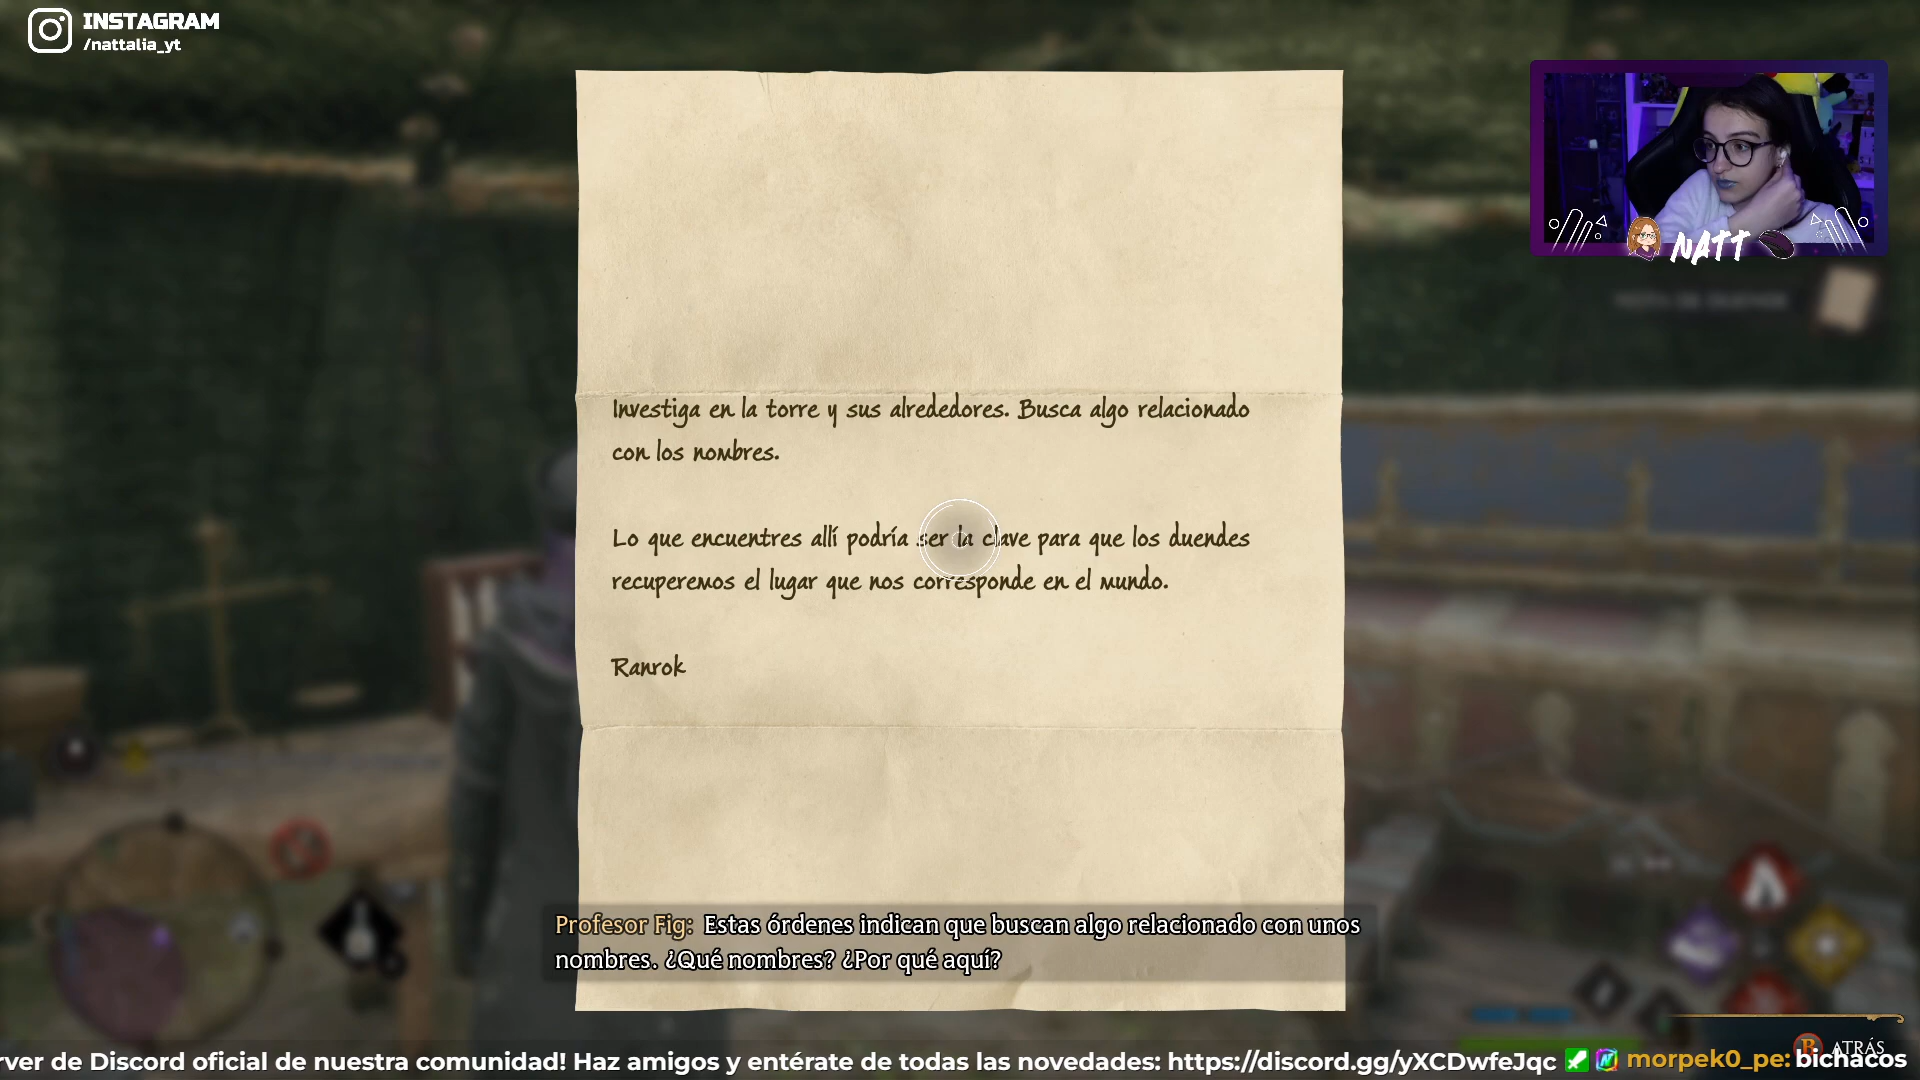 INSTAGRAM
/nattalia_yt
NATT
Investiga en la torre y sus alrededores. Busca algo relacionado
con los nombres.
Lo que encuentres allí podría ser la clave para que los duendes
recuperemos el lugar que nos corresponde en el mundo.
Ranrok
Profesor Fig: Estas órdenes indican que buscan algo relacionado con unos
nombres. ¿Qué nombres? ¿Por qué aquí?
B ATRÁS
rver de Discord oficial de nuestra comunidad! Haz amigos y entérate de todas las novedades: https://discord.gg/yXCDwfeJqc morpek0_pe: bichacos